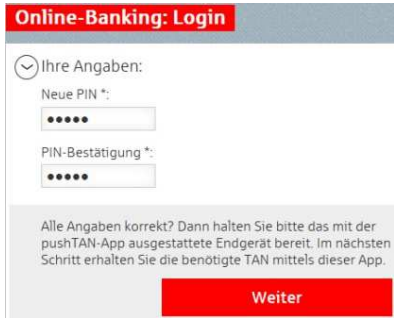 Online-Banking: Login
Ihre Angaben:
Neue PIN *:
•••••
PIN-Bestätigung *:
•••••
Alle Angaben korrekt? Dann halten Sie bitte das mit der
pushTAN-App ausgestattete Endgerät bereit. Im nächsten
Schritt erhalten Sie die benötigte TAN mittels dieser App.
Weiter